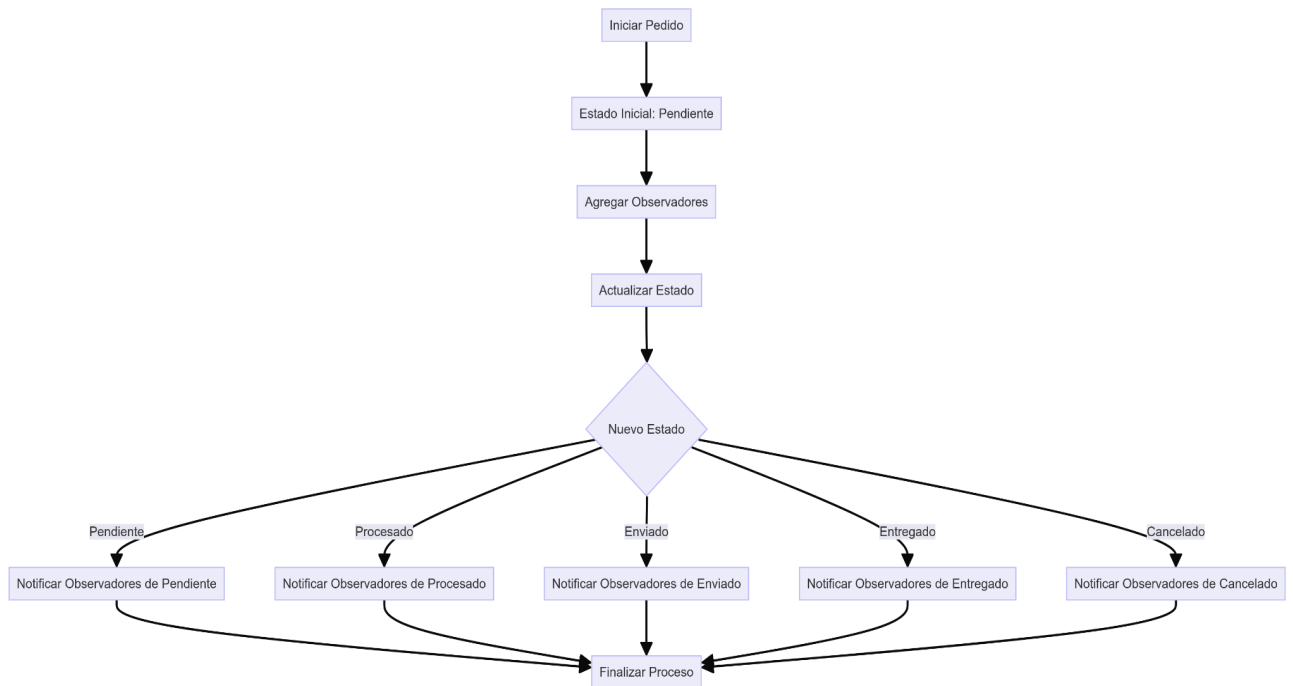 Iniciar Pedido
Estado Inicial: Pendiente
Agregar Observadores
Actualizar Estado
Nuevo Estado
Pendiente
Procesado
Enviado
Entregado
Cancelado
Notificar Observadores de Pendiente
Notificar Observadores de Procesado
Notificar Observadores de Enviado
Notificar Observadores de Entregado
Notificar Observadores de Cancelado
Finalizar Proceso